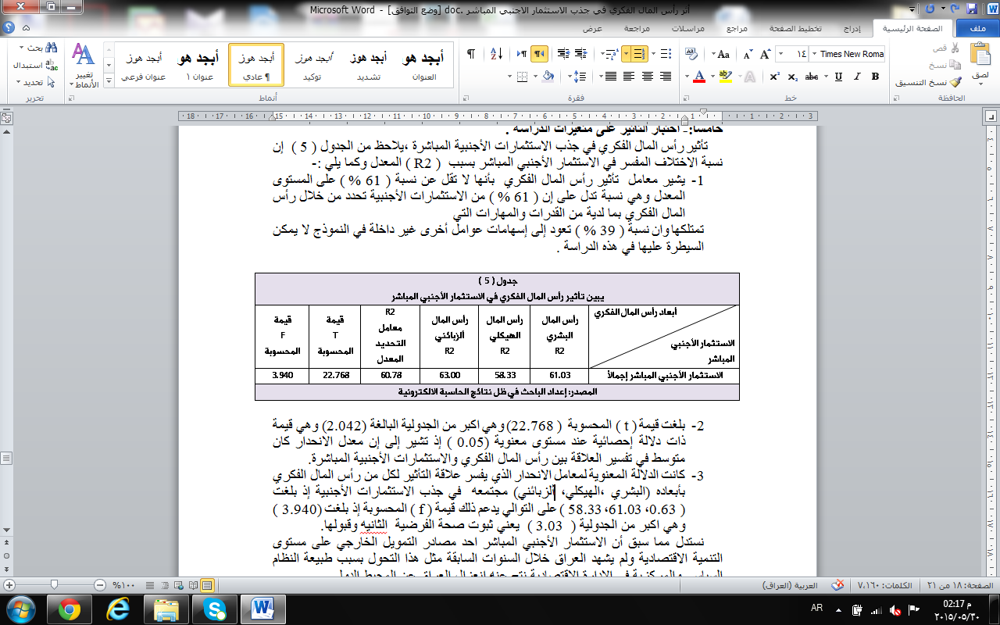 أثر رأس المال الفكري في جذب الاستثمار الاجنبي المباشر .doc [وضع التوافق] - Microsoft Word
ملف الصفحة الرئيسية إدراج تخطيط الصفحة مراجع مراسلات مراجعة عرض
لصق
قص
نسخ
نسخ التنسيق
الحافظة
Times New Roma ١٤
خط
فقرة
أبجد هوز العنوان
أبجد هوز تشديد
أبجد هوز توكيد
أبجد هوز ¶ عادي
أبجد هو عنوان ١
أبجد هوز عنوان فرعي
تغيير الأنماط
أنماط
بحث
استبدال
تحديد
تحرير
خامسا:- اختبار التأثير على متغيرات الدراسة .
تأثير رأس المال الفكري في جذب الاستثمارات الأجنبية المباشرة ،يلاحظ من الجدول ( 5 ) إن
نسبة الاختلاف المفسر في الاستثمار الأجنبي المباشر بسبب ( R2 ) المعدل وكما يلي :-
1- يشير معامل تأثير رأس المال الفكري بأنها لا تقل عن نسبة ( 61 % ) على المستوى
المعدل وهي نسبة تدل على إن ( 61 % ) من الاستثمارات الأجنبية تحدد من خلال رأس
المال الفكري بما لدية من القدرات والمهارات التي
تمتلكها وان نسبة ( 39 % ) تعود إلى إسهامات عوامل أخرى غير داخلة في النموذج لا يمكن
السيطرة عليها في هذه الدراسة .
جدول ( 5 )
يبين تأثير رأس المال الفكري في الاستثمار الأجنبي المباشر
أبعاد رأس المال الفكري
الاستثمار الأجنبي
المباشر
رأس المال البشري R2
رأس المال الهيكلي R2
رأس المال ألزبائني R2
R2 معامل التحديد المعدل
قيمة T المحسوبة
قيمة F المحسوبة
الاستثمار الأجنبي المباشر إجمالاً 61.03 58.33 63.00 60.78 22.768 3.940
المصدر: إعداد الباحث في ظل نتائج الحاسبة الالكترونية
2- بلغت قيمة ( t ) المحسوبة ( 22.768) وهي اكبر من الجدولية البالغة (2.042) وهي قيمة
ذات دلالة إحصائية عند مستوى معنوية (0.05 ) إذ تشير إلى إن معدل الانحدار كان
متوسط في تفسير العلاقة بين رأس المال الفكري والاستثمارات الأجنبية المباشرة.
3- كانت الدلالة المعنوية لمعامل الانحدار الذي يفسر علاقة التأثير لكل من رأس المال الفكري
بأبعاده (البشري ،الهيكلي، ألزبائني) مجتمعه في جذب الاستثمارات الأجنبية إذ بلغت
( 0.63 ،61.03 ،58.33 ) على التوالي يدعم ذلك قيمة ( f ) المحسوبة إذ بلغت (3.940 )
وهي اكبر من الجدولية ( 3.03 ) يعني ثبوت صحة الفرضية الثانيه وقبولها.
نستدل مما سبق أن الاستثمار الأجنبي المباشر احد مصادر التمويل الخارجي على مستوى
التنمية الاقتصادية ولم يشهد العراق خلال السنوات السابقة مثل هذا التحول بسبب طبيعة النظام
الصفحة: ١٨ من ٢١ الكلمات: ٧،١٦٠ العربية (العراق) ١٠٠%
AR 02:17 م
٢٠١٥/٠٥/٣٠